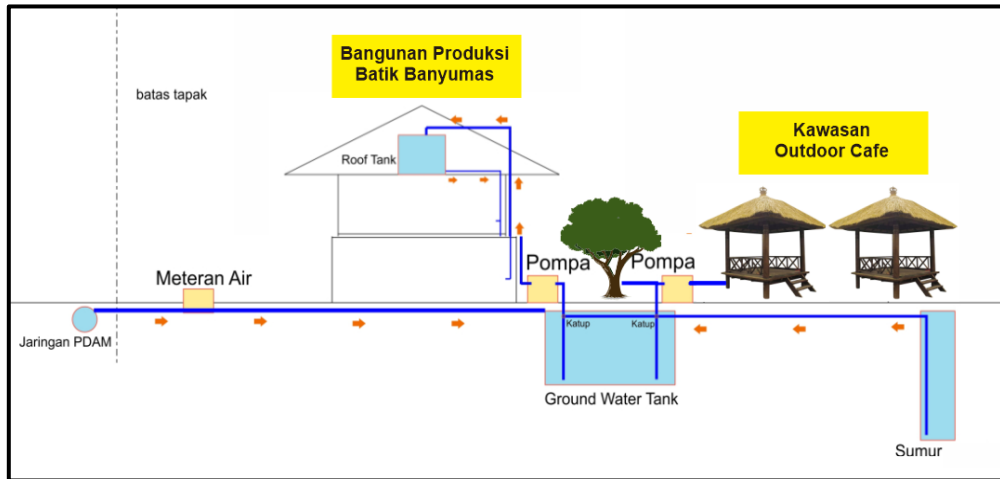 Bangunan Produksi
Batik Banyumas
batas tapak
Kawasan
Outdoor Cafe
Roof Tank
Pompa
Pompa
Meteran Air
Katup
Katup
Jaringan PDAM
Ground Water Tank
Sumur